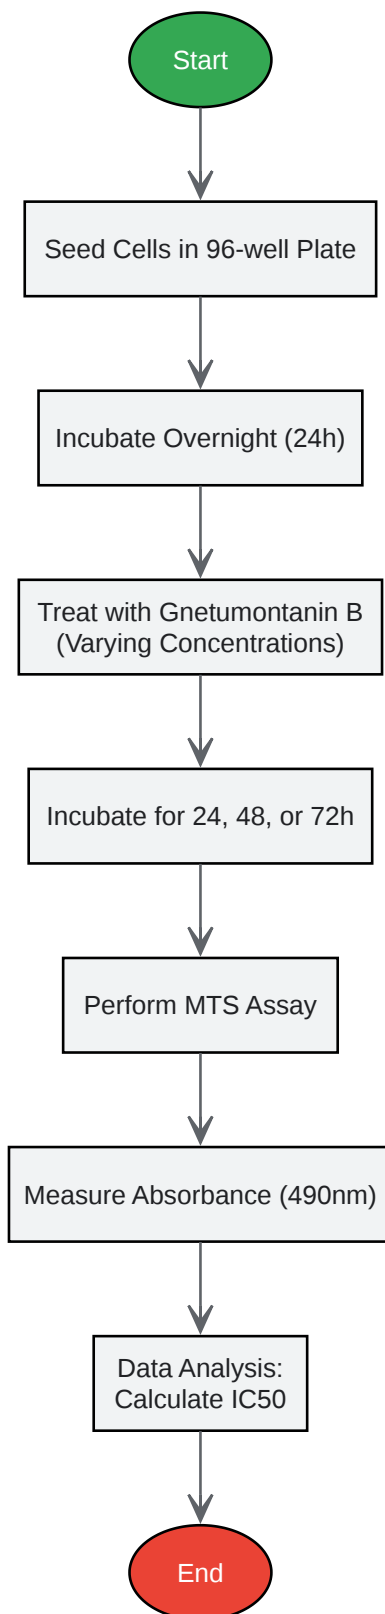 Start
Seed Cells in 96-well Plate
Incubate Overnight (24h)
Treat with Gnetumontanin B
(Varying Concentrations)
Incubate for 24, 48, or 72h
Perform MTS Assay
Measure Absorbance (490nm)
Data Analysis:
Calculate IC50
End